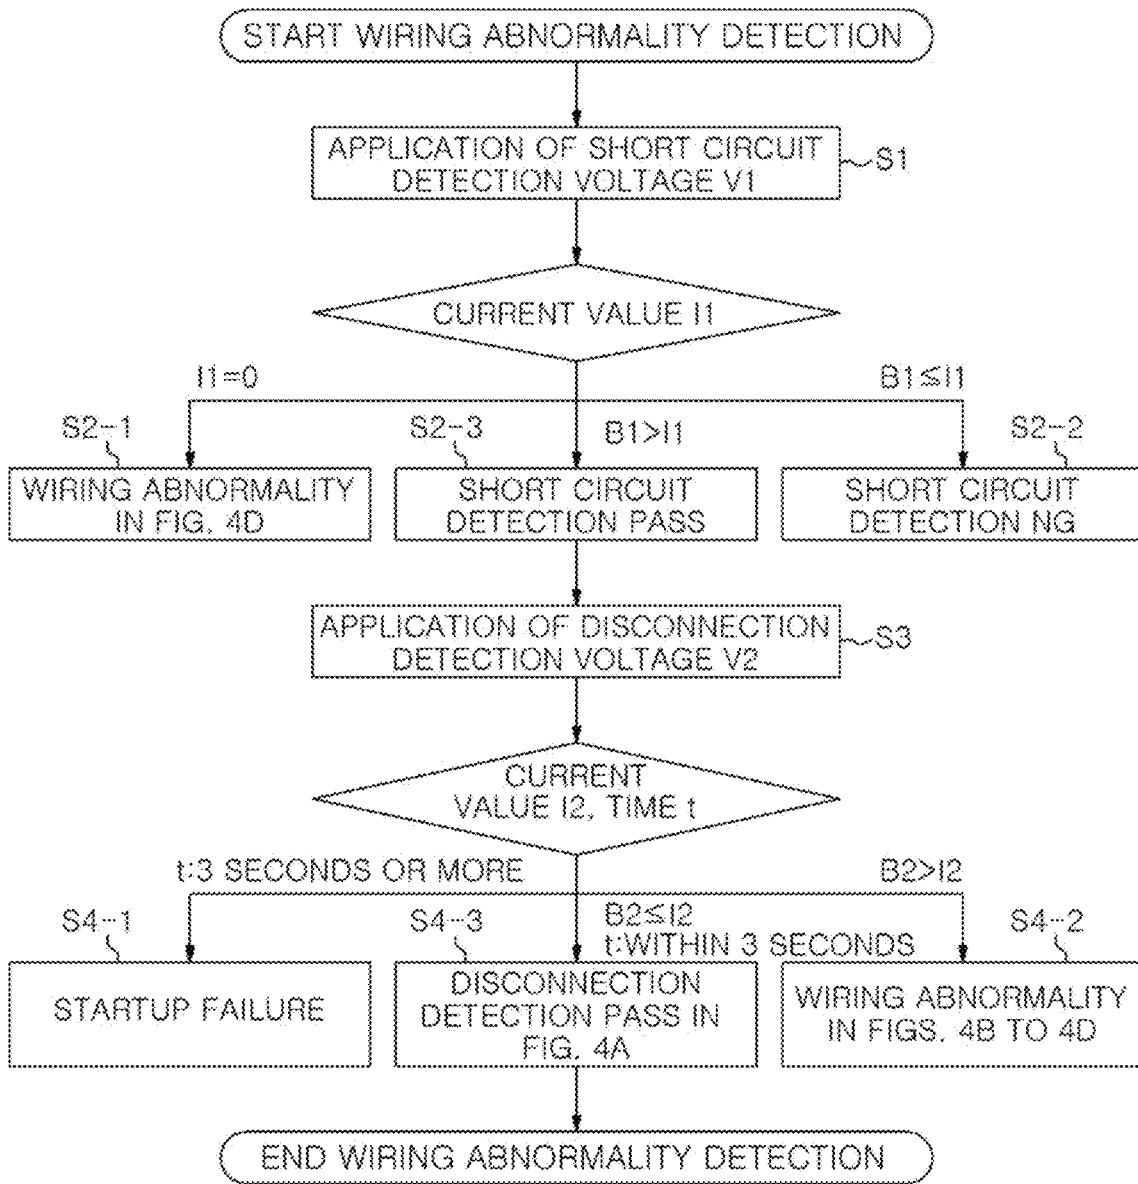 START WIRING ABNORMALITY DETECTION
APPLICATION OF SHORT CIRCUIT
DETECTION VOLTAGE V1
S1
CURRENT VALUE I1
I1=0
B1≦I1
S2-1
S2-3
B1>I1
S2-2
WIRING ABNORMALITY
IN FIG. 4D
SHORT CIRCUIT
DETECTION PASS
SHORT CIRCUIT
DETECTION NG
APPLICATION OF DISCONNECTION
DETECTION VOLTAGE V2
S3
CURRENT
VALUE I2, TIME t
t:3 SECONDS OR MORE
B2>I2
S4-1
S4-3
B2≦I2
t:WITHIN 3 SECONDS
S4-2
STARTUP FAILURE
DISCONNECTION
DETECTION PASS IN
FIG. 4A
WIRING ABNORMALITY
IN FIGS. 4B TO 4D
END WIRING ABNORMALITY DETECTION